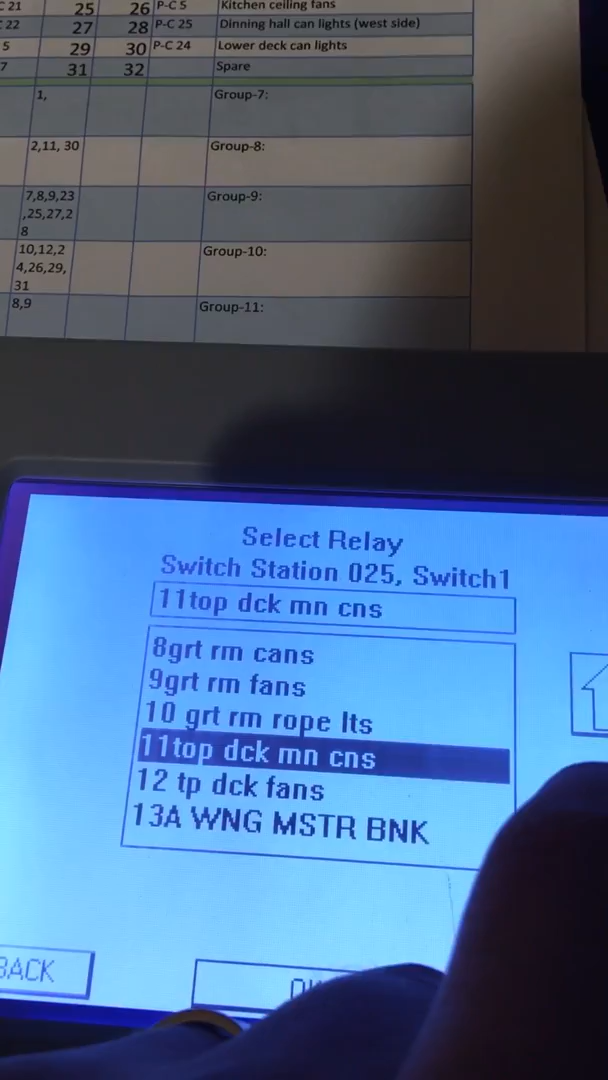 C 21 25 26 P-C 5 Kitchen ceiling fans
C 22 27 28 P-C 25 Dinning hall can lights (west side)
5 29 30 P-C 24 Lower deck can lights
7 31 32 Spare
1, Group-7:
2,11, 30 Group-8:
7,8,9,23 Group-9:
,25,27,2
8
10,12,2 Group-10:
4,26,29,
31
8,9 Group-11:
Select Relay
Switch Station 025, Switch1
11top dck mn cns
8grt rm cans
9grt rm fans
10 grt rm rope lts
11top dck mn cns
12 tp dck fans
13A WNG MSTR BNK
BACK